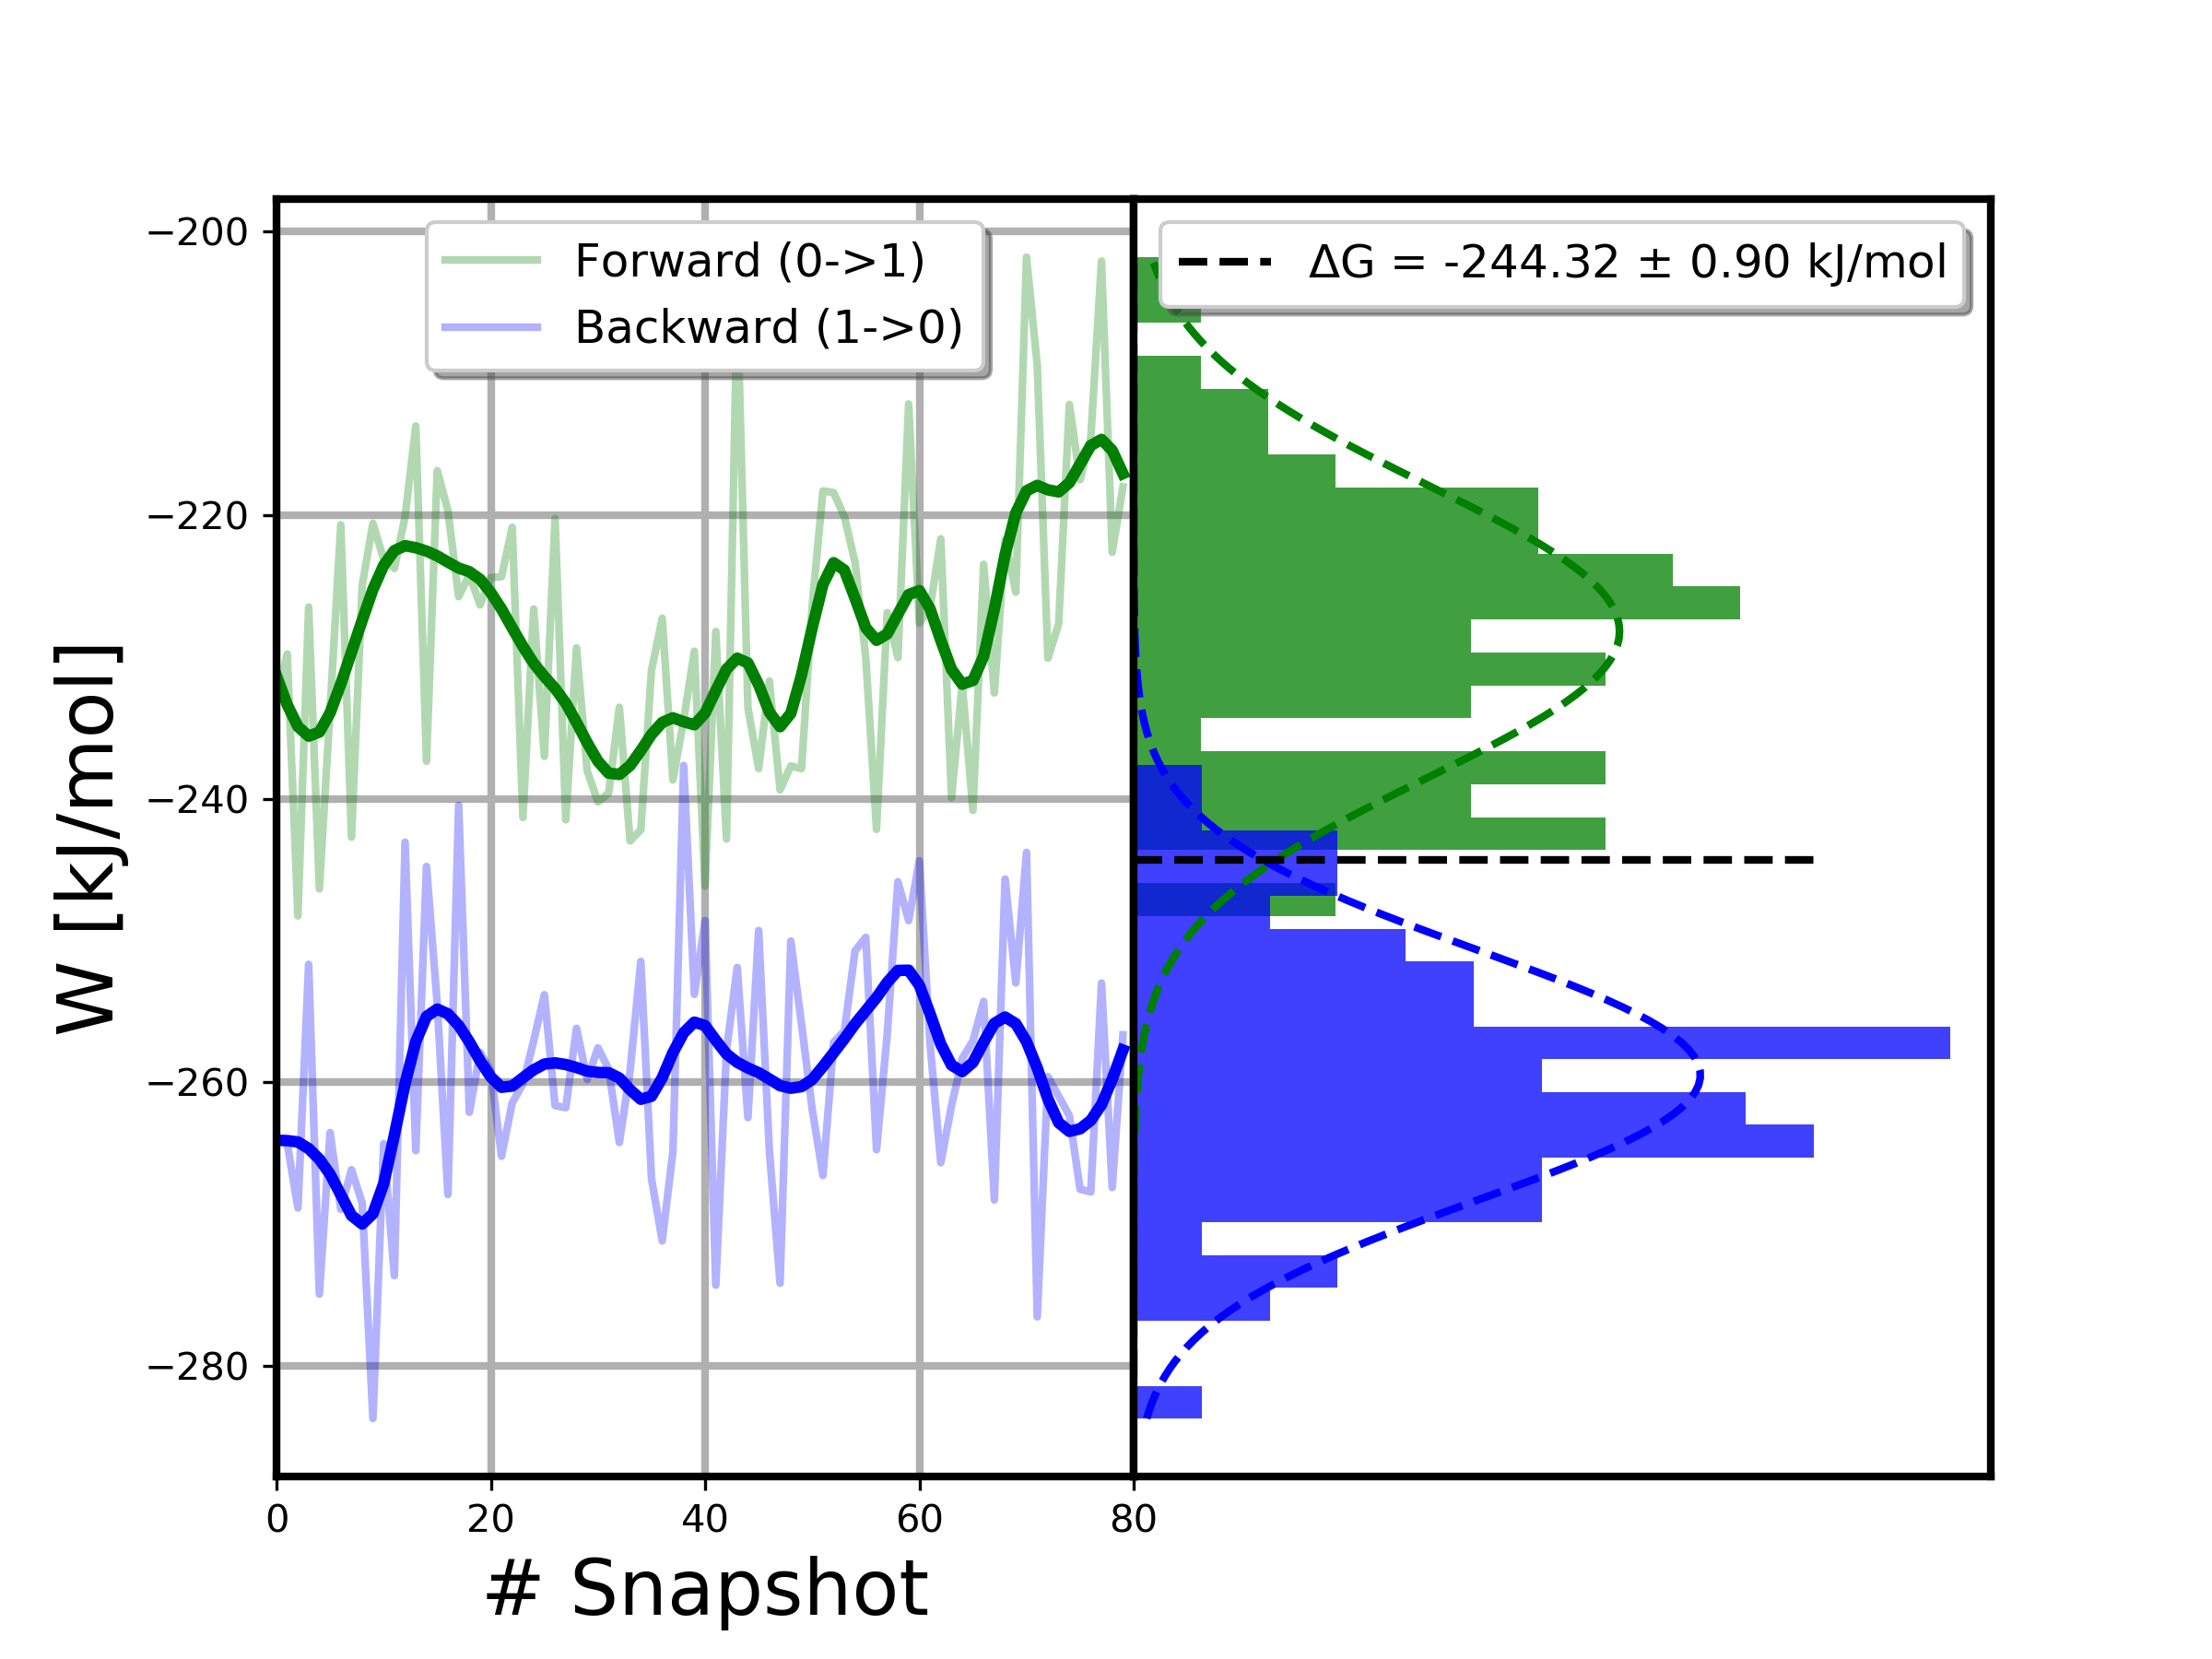 Forward (0->1)
Backward (1->0)
ΔG = -244.32 ± 0.90 kJ/mol
W [kJ/mol]
−200
−220
−240
−260
−280
0 20 40 60 80
# Snapshot